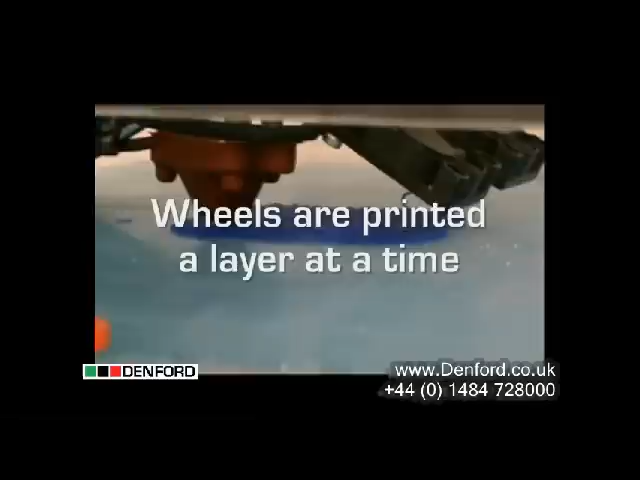 Wheels are printed
a layer at a time
DENFORD
www.Denford.co.uk
+44 (0) 1484 728000